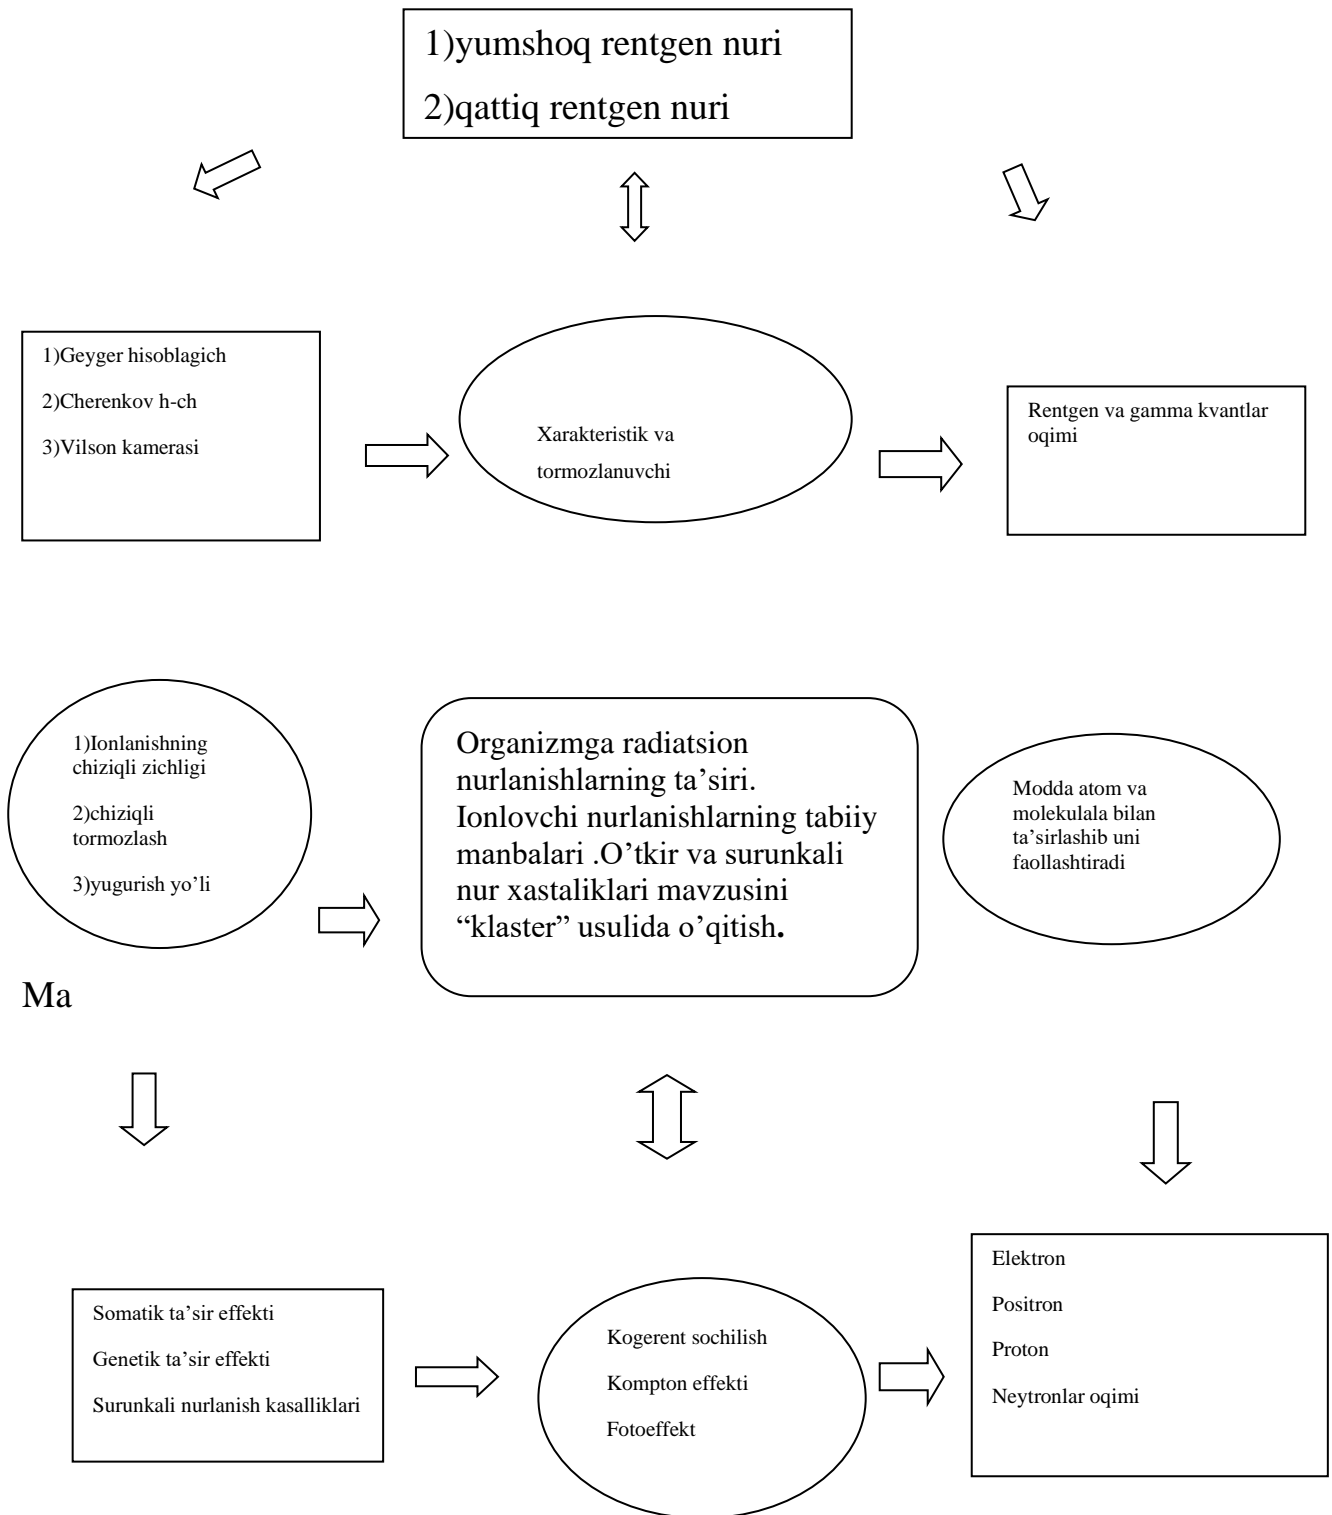 1)yumshoq rentgen nuri
2)qattiq rentgen nuri
1)Geyger hisoblagich
2)Cherenkov h-ch
3)Vilson kamerasi
Xarakteristik va
tormozlanuvchi
Rentgen va gamma kvantlar
oqimi
1)Ionlanishning
chiziqli zichligi
2)chiziqli
tormozlash
3)yugurish yo’li
Organizmga radiatsion
nurlanishlarning ta’siri.
Ionlovchi nurlanishlarning tabiiy
manbalari .O’tkir va surunkali
nur xastaliklari mavzusini
“klaster” usulida o’qitish.
Modda atom va
molekulala bilan
ta’sirlashib uni
faollashtiradi
Ma
Somatik ta’sir effekti
Genetik ta’sir effekti
Surunkali nurlanish kasalliklari
Kogerent sochilish
Kompton effekti
Fotoeffekt
Elektron
Positron
Proton
Neytronlar oqimi